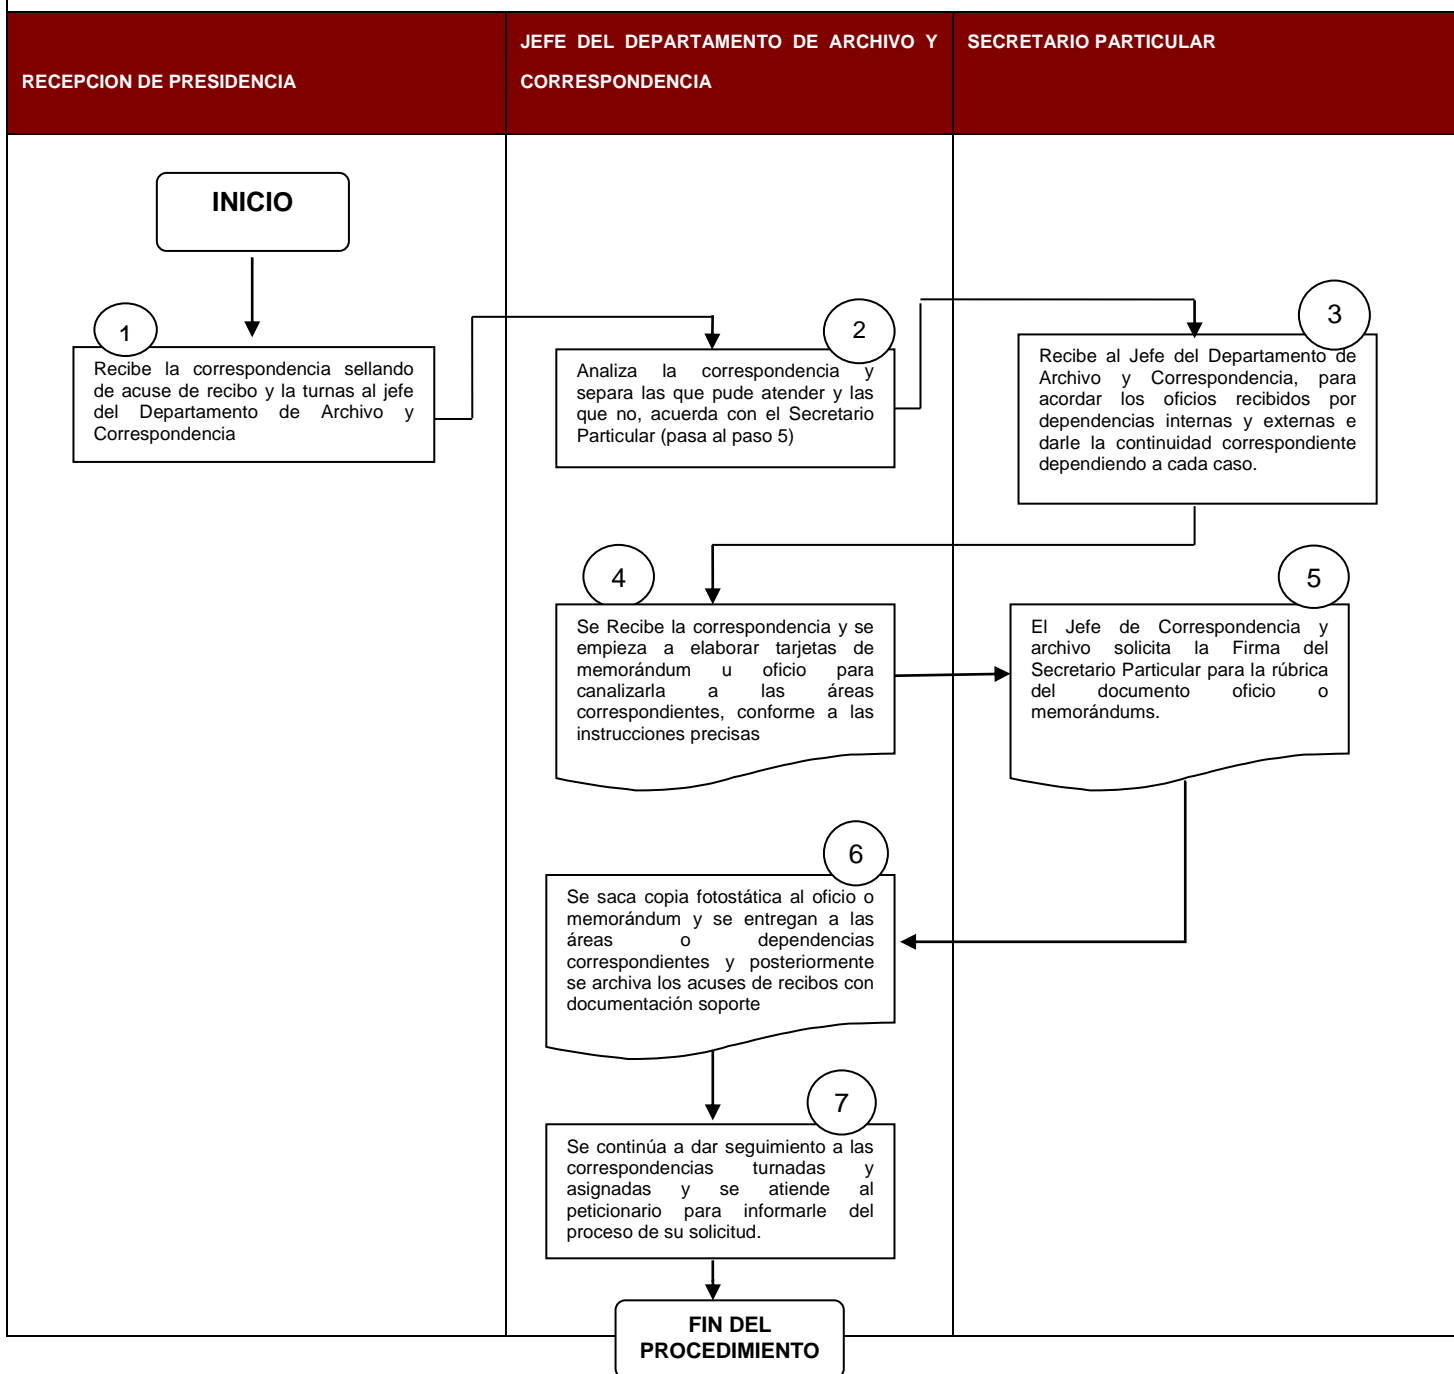 RECEPCION DE PRESIDENCIA
JEFE DEL DEPARTAMENTO DE ARCHIVO Y
CORRESPONDENCIA
SECRETARIO PARTICULAR
INICIO
1
Recibe la correspondencia sellando
de acuse de recibo y la turnas al jefe
del Departamento de Archivo y
Correspondencia
2
Analiza la correspondencia y
separa las que pude atender y las
que no, acuerda con el Secretario
Particular (pasa al paso 5)
3
Recibe al Jefe del Departamento de
Archivo y Correspondencia, para
acordar los oficios recibidos por
dependencias internas y externas e
darle la continuidad correspondiente
dependiendo a cada caso.
4
Se Recibe la correspondencia y se
empieza a elaborar tarjetas de
memorándum u oficio para
canalizarla a las áreas
correspondientes, conforme a las
instrucciones precisas
5
El Jefe de Correspondencia y
archivo solicita la Firma del
Secretario Particular para la rúbrica
del documento oficio o
memorándums.
6
Se saca copia fotostática al oficio o
memorándum y se entregan a las
áreas o dependencias
correspondientes y posteriormente
se archiva los acuses de recibos con
documentación soporte
7
Se continúa a dar seguimiento a las
correspondencias turnadas y
asignadas y se atiende al
peticionario para informarle del
proceso de su solicitud.
FIN DEL
PROCEDIMIENTO